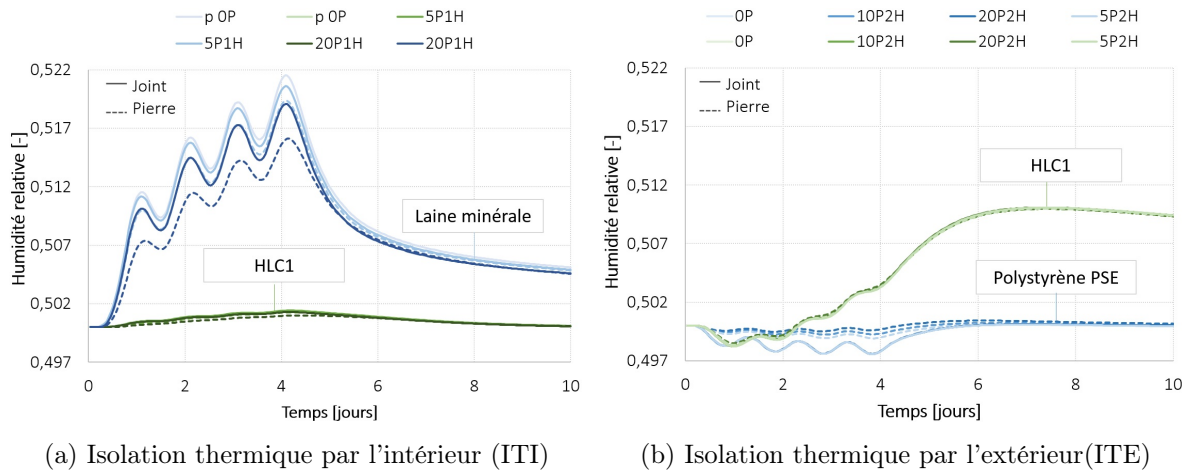 p 0P p 0P 5P1H
5P1H 20P1H 20P1H
0,522
0,517
0,512
0,507
0,502
0,497
Humidité relative [-]
Joint
Pierre
Laine minérale
HLC1
0 2 4 6 8 10
Temps [jours]
(a) Isolation thermique par l'intérieur (ITI)
0P 10P2H 20P2H 5P2H
0P 10P2H 20P2H 5P2H
0,522
0,517
0,512
0,507
0,502
0,497
Humidité relative [-]
Joint
Pierre
HLC1
Polystyrène PSE
0 2 4 6 8 10
Temps [jours]
(b) Isolation thermique par l'extérieur(ITE)